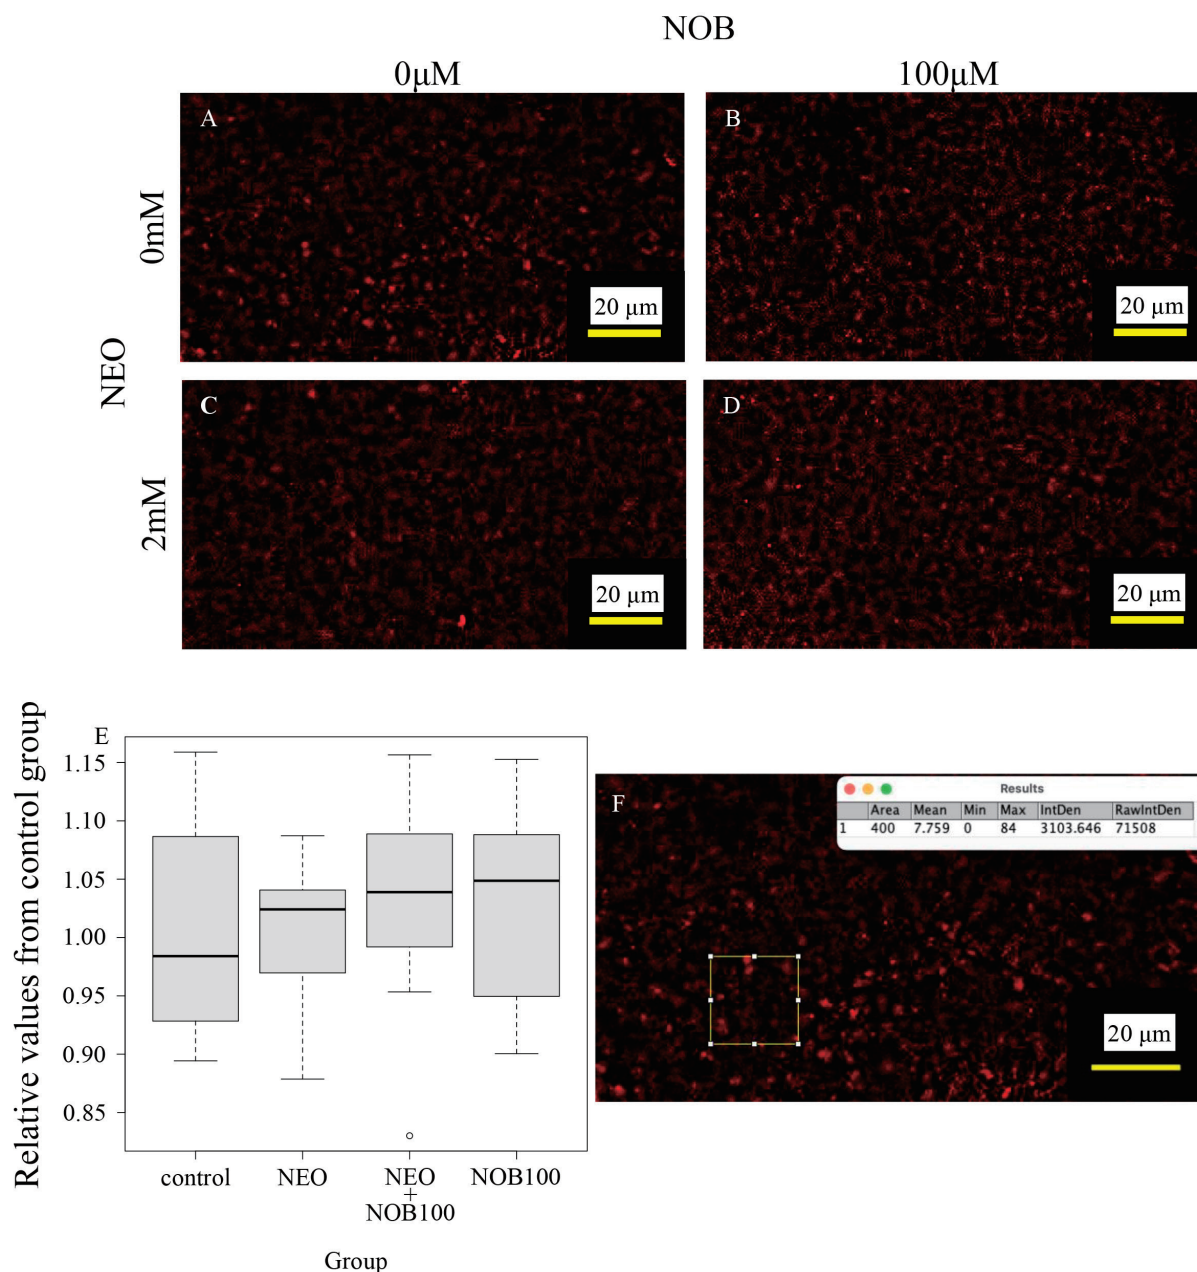 NOB
0μM
100μM
NEO
0mM
2mM
A
20 μm
B
20 μm
C
20 μm
D
20 μm
E
Relative values from control group
1.15
1.10
1.05
1.00
0.95
0.90
0.85
control
NEO
NEO
+
NOB100
NOB100
Group
F
Results
Area Mean Min Max IntDen RawIntDen
1 400 7.759 0 84 3103.646 71508
20 μm